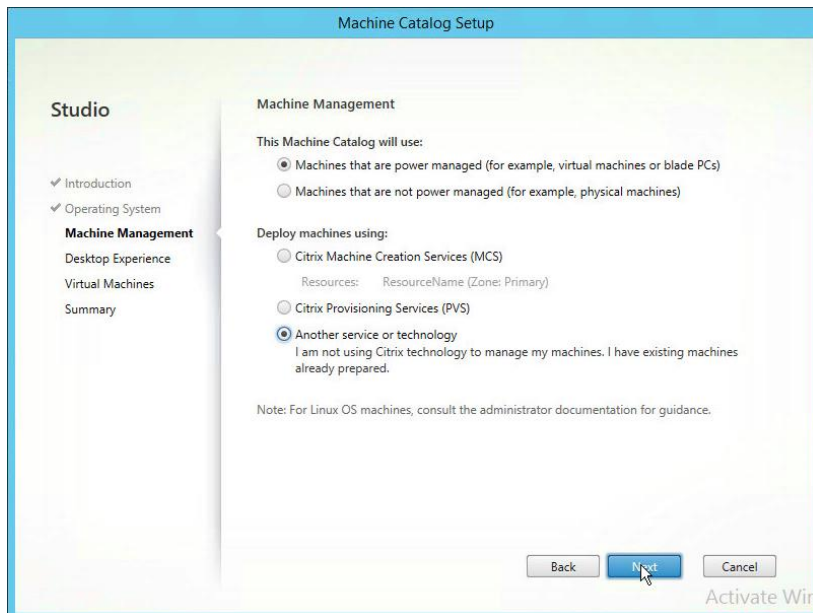 Machine Catalog Setup
Studio
Introduction
Operating System
Machine Management
Desktop Experience
Virtual Machines
Summary
Machine Management
This Machine Catalog will use:
Machines that are power managed (for example, virtual machines or blade PCs)
Machines that are not power managed (for example, physical machines)
Deploy machines using:
Citrix Machine Creation Services (MCS)
Resources: ResourceName (Zone: Primary)
Citrix Provisioning Services (PVS)
Another service or technology
I am not using Citrix technology to manage my machines. I have existing machines
already prepared.
Note: For Linux OS machines, consult the administrator documentation for guidance.
Back Next Cancel
Activate Win